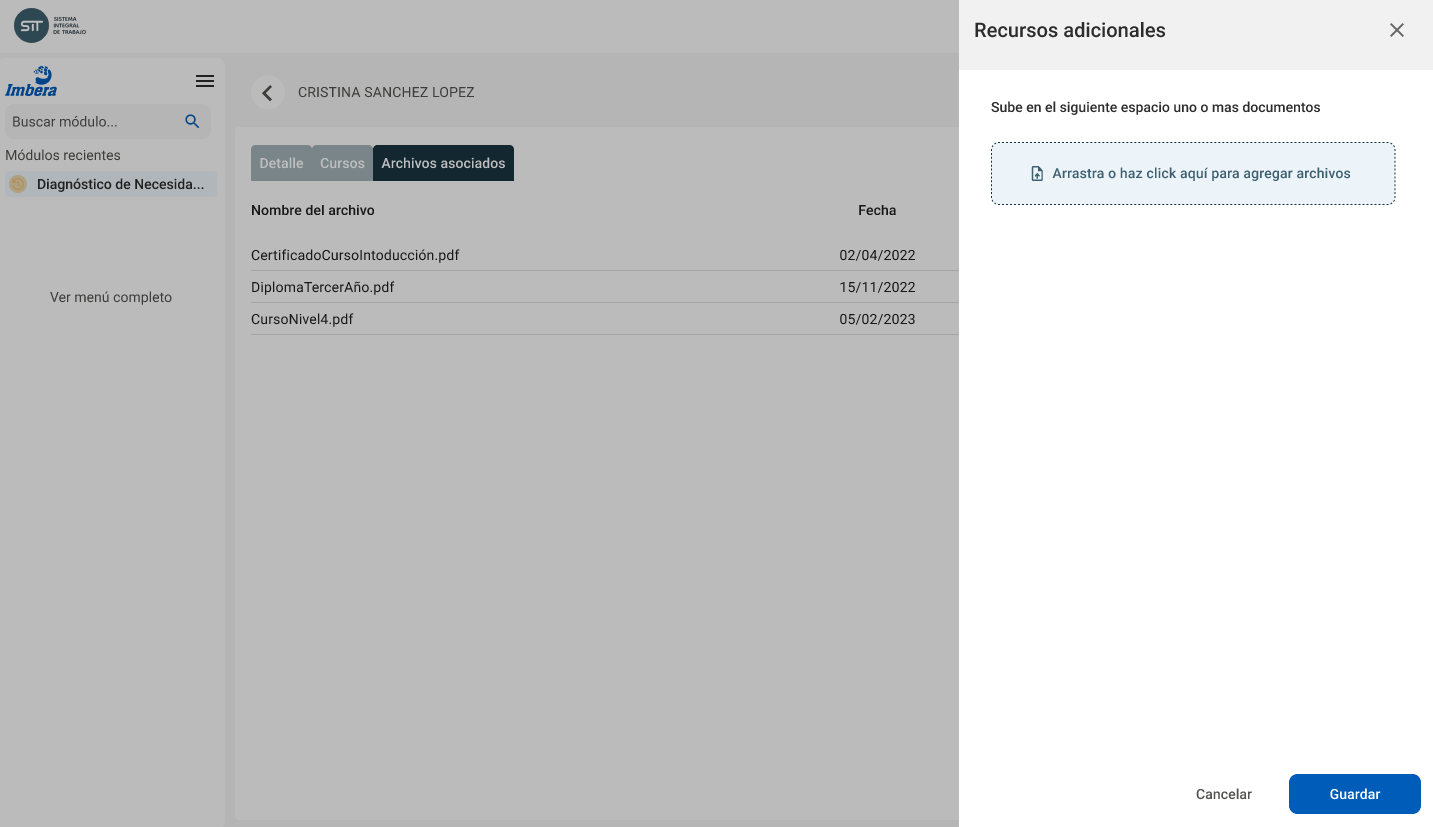 SiT
SISTEMA
INTEGRAL
DE TRABAJO
Recursos adicionales
Imbera
CRISTINA SANCHEZ LOPEZ
Sube en el siguiente espacio uno o mas documentos
Buscar módulo...
Módulos recientes
Detalle Cursos Archivos asociados
Arrastra o haz click aquí para agregar archivos
Diagnóstico de Necesida...
Nombre del archivo Fecha
CertificadoCursoIntoducción.pdf 02/04/2022
DiplomaTercerAño.pdf 15/11/2022
Ver menú completo
CursoNivel4.pdf 05/02/2023
Cancelar Guardar